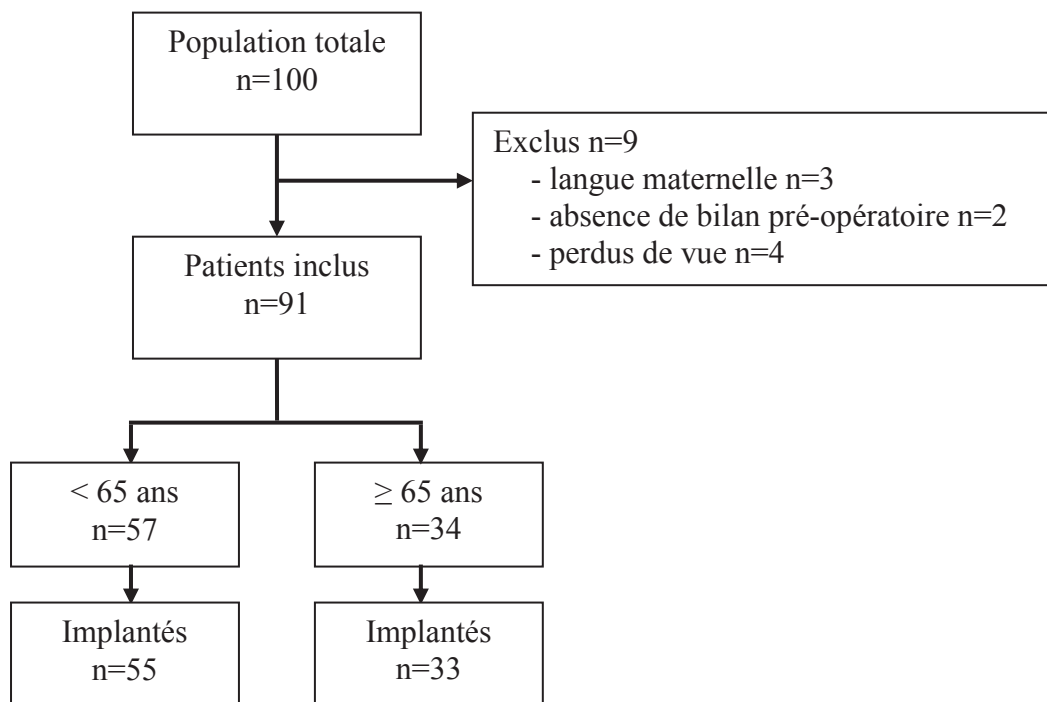 Population totale
n=100
Exclus n=9
- langue maternelle n=3
- absence de bilan pré-opératoire n=2
- perdus de vue n=4
Patients inclus
n=91
< 65 ans
n=57
≥ 65 ans
n=34
Implantés
n=55
Implantés
n=33